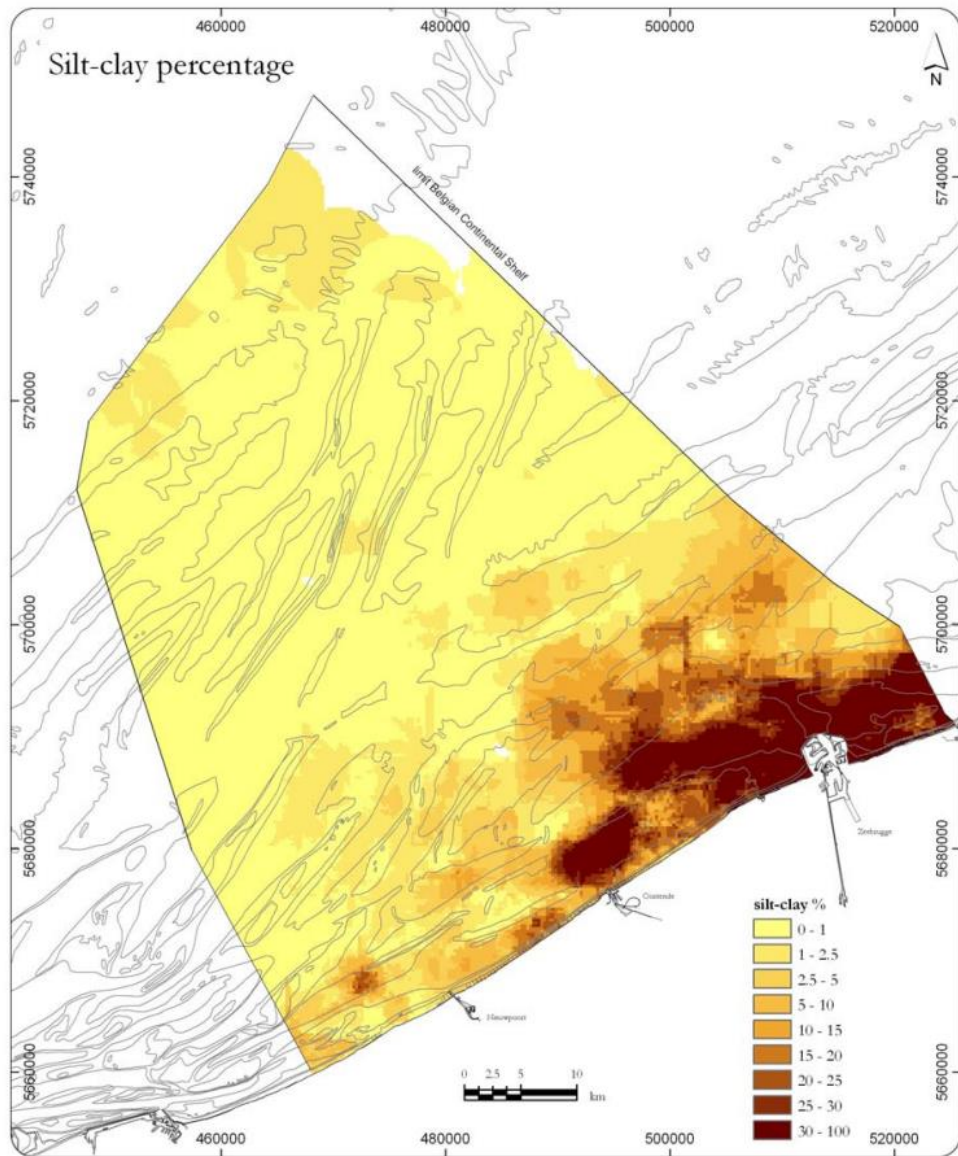 460000 480000 500000 520000
Silt-clay percentage
N
5740000 5740000
limit Belgian Continental Shelf
5720000 5720000
5700000 5700000
Zeebrugge
5680000 5680000
Oostende
silt-clay %
0 - 1
1 - 2.5
2.5 - 5
5 - 10
10 - 15
15 - 20
20 - 25
25 - 30
30 - 100
Nieuwpoort
5660000 5660000
0 2.5 5 10
km
460000 480000 500000 520000